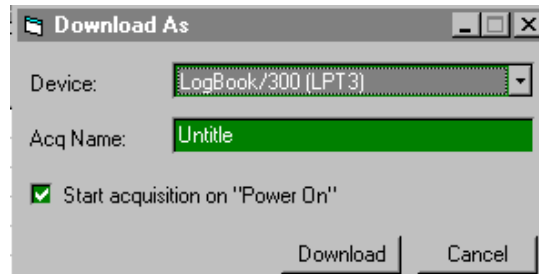 Download As
Device: LogBook/300 (LPT3)
Acq Name: Untitle
Start acquisition on "Power On"
Download Cancel